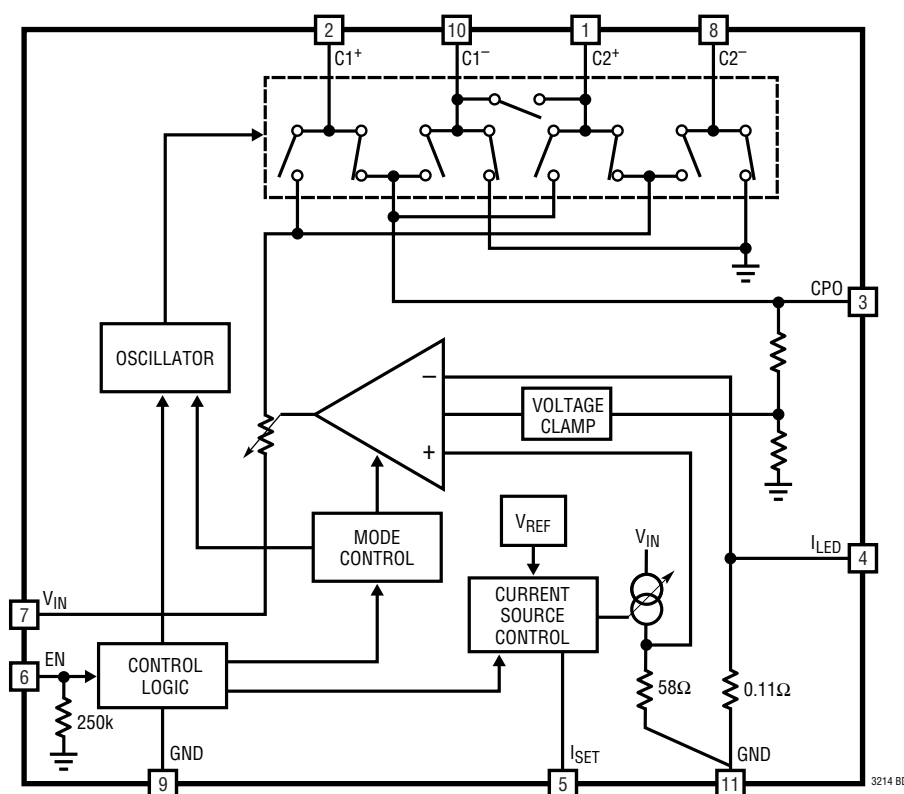 2 10 1 8
C1+ C1– C2+ C2–
CPO
3
OSCILLATOR
–
VOLTAGE
CLAMP
+
VREF
MODE
CONTROL
VIN
ILED
4
VIN
7
CURRENT
SOURCE
CONTROL
EN
6
CONTROL
LOGIC
58Ω 0.11Ω
250k
GND ISET GND
9 5 11
3214 BD